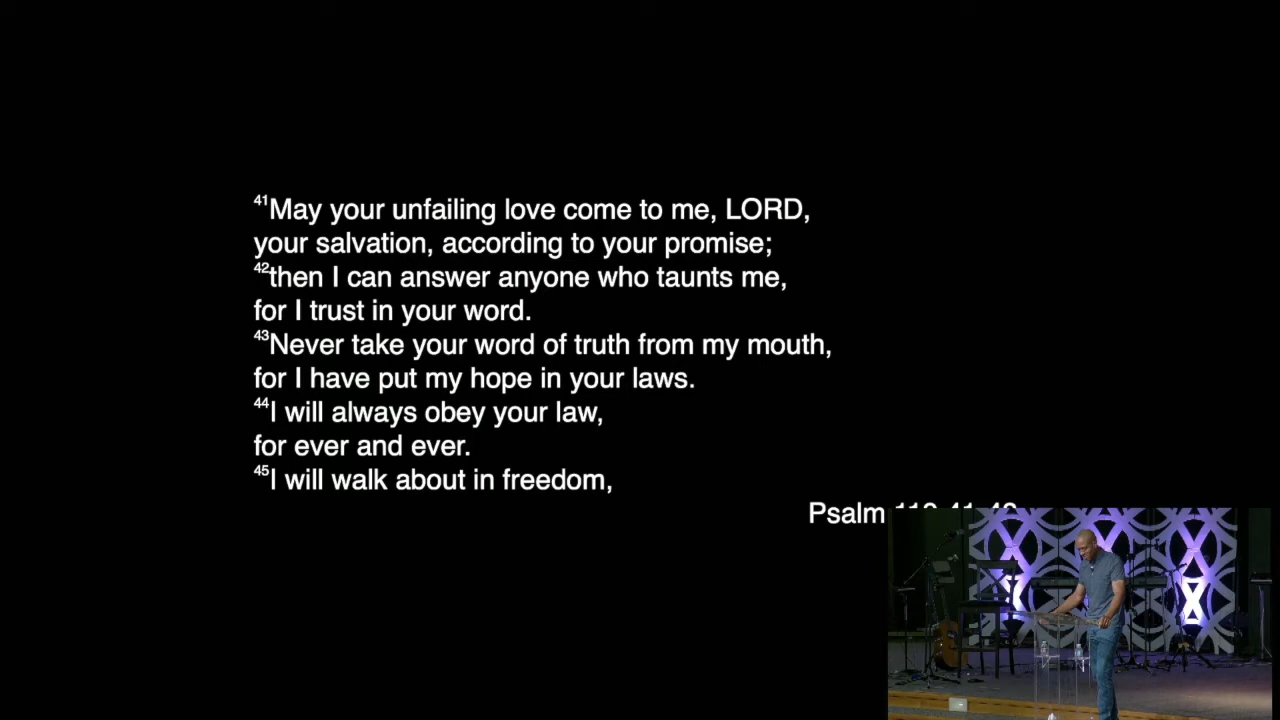 41May your unfailing love come to me, LORD,
your salvation, according to your promise;
42then I can answer anyone who taunts me,
for I trust in your word.
43Never take your word of truth from my mouth,
for I have put my hope in your laws.
44I will always obey your law,
for ever and ever.
45I will walk about in freedom,
Psalm